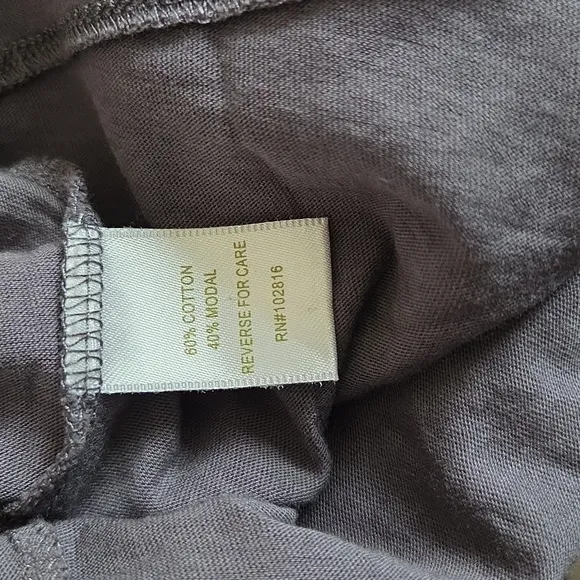 60% COTTON
40% MODAL
REVERSE FOR CARE
RN#102816